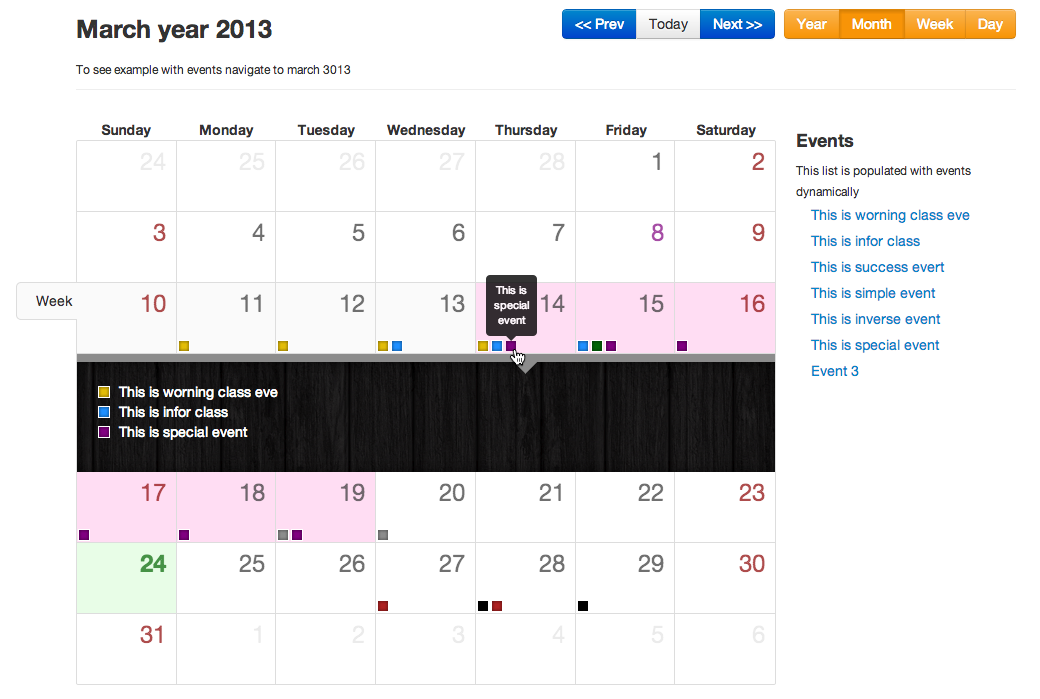 March year 2013
<< Prev Today Next >> Year Month Week Day
To see example with events navigate to march 3013
Sunday Monday Tuesday Wednesday Thursday Friday Saturday
24 25 26 27 28 1 2
3 4 5 6 7 8 9
Week 10 11 12 13 14 15 16
This is
special
event
This is worning class eve
This is infor class
This is special event
17 18 19 20 21 22 23
24 25 26 27 28 29 30
31 1 2 3 4 5 6
Events
This list is populated with events
dynamically
This is worning class eve
This is infor class
This is success evert
This is simple event
This is inverse event
This is special event
Event 3